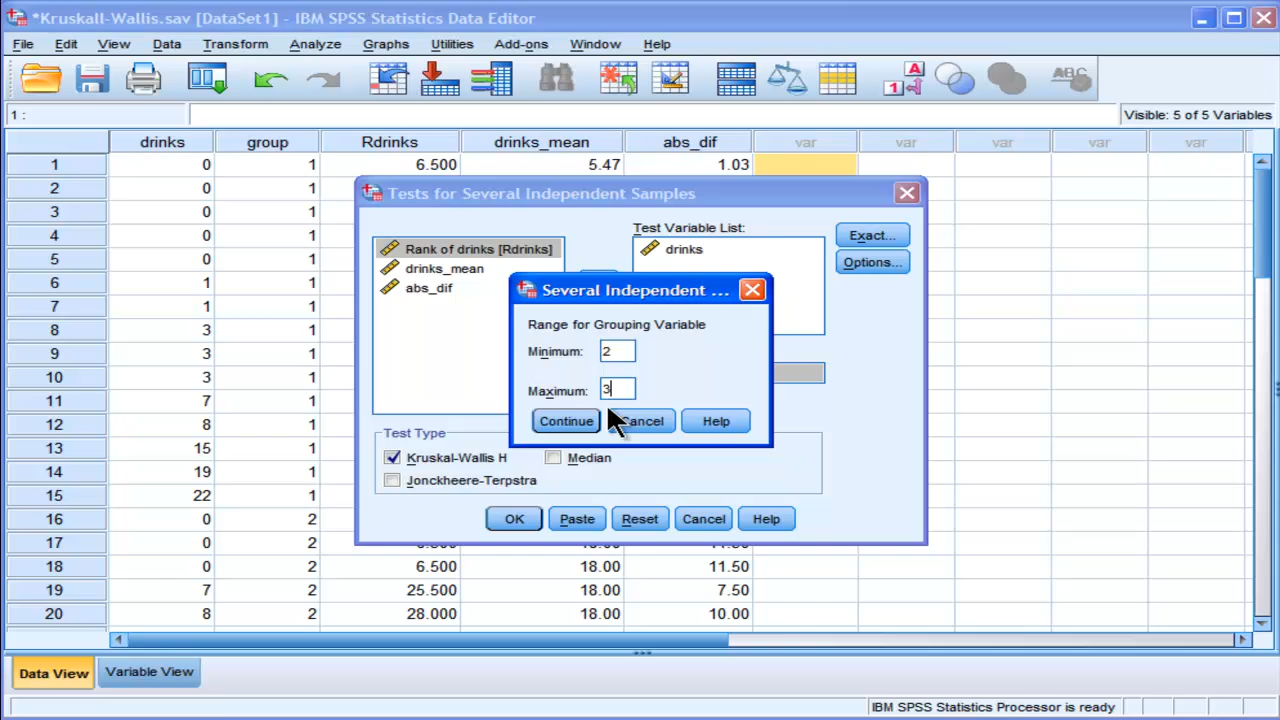 *Kruskall-Wallis.sav [DataSet1] - IBM SPSS Statistics Data Editor
File Edit View Data Transform Analyze Graphs Utilities Add-ons Window Help
A 1 ABC
1 : Visible: 5 of 5 Variables
drinks group Rdrinks drinks_mean abs_dif var var var var var
1 0 1 6.500 5.47 1.03
2 0 1
3 0 1
4 0 1
5 0 1
6 1 1
7 1 1
8 3 1
9 3 1
10 3 1
11 7 1
12 8 1
13 15 1
14 19 1
15 22 1
16 0 2
17 0 2
18 0 2 6.500 18.00 11.50
19 7 2 25.500 18.00 7.50
20 8 2 28.000 18.00 10.00
Tests for Several Independent Samples
Rank of drinks [Rdrinks]
drinks_mean
abs_dif
Test Variable List:
drinks
Exact...
Options...
Several Independent ...
Range for Grouping Variable
Minimum: 2
Maximum: 3
Continue Cancel Help
Test Type
Kruskal-Wallis H Median
Jonckheere-Terpstra
OK Paste Reset Cancel Help
Data View Variable View
IBM SPSS Statistics Processor is ready